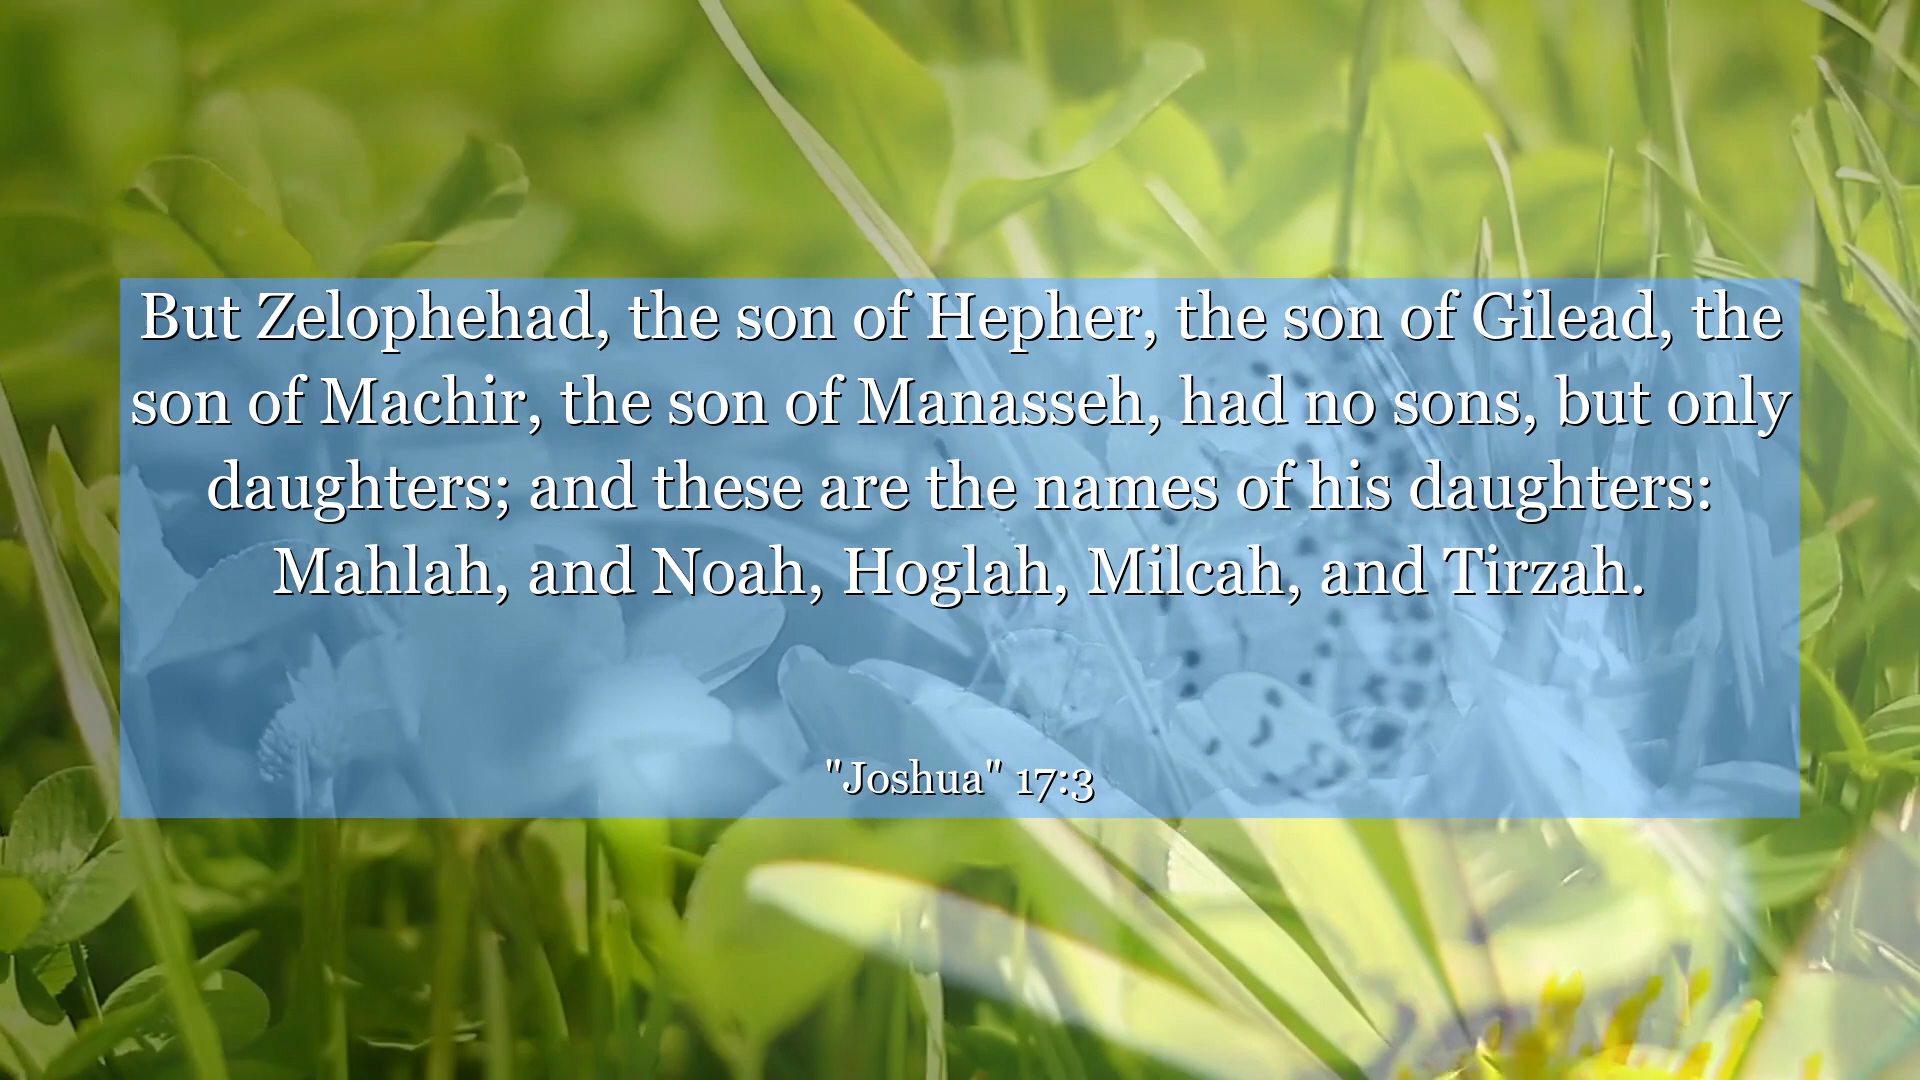 But Zelophehad, the son of Hepher, the son of Gilead, the
son of Machir, the son of Manasseh, had no sons, but only
daughters; and these are the names of his daughters:
Mahlah, and Noah, Hoglah, Milcah, and Tirzah.
"Joshua" 17:3